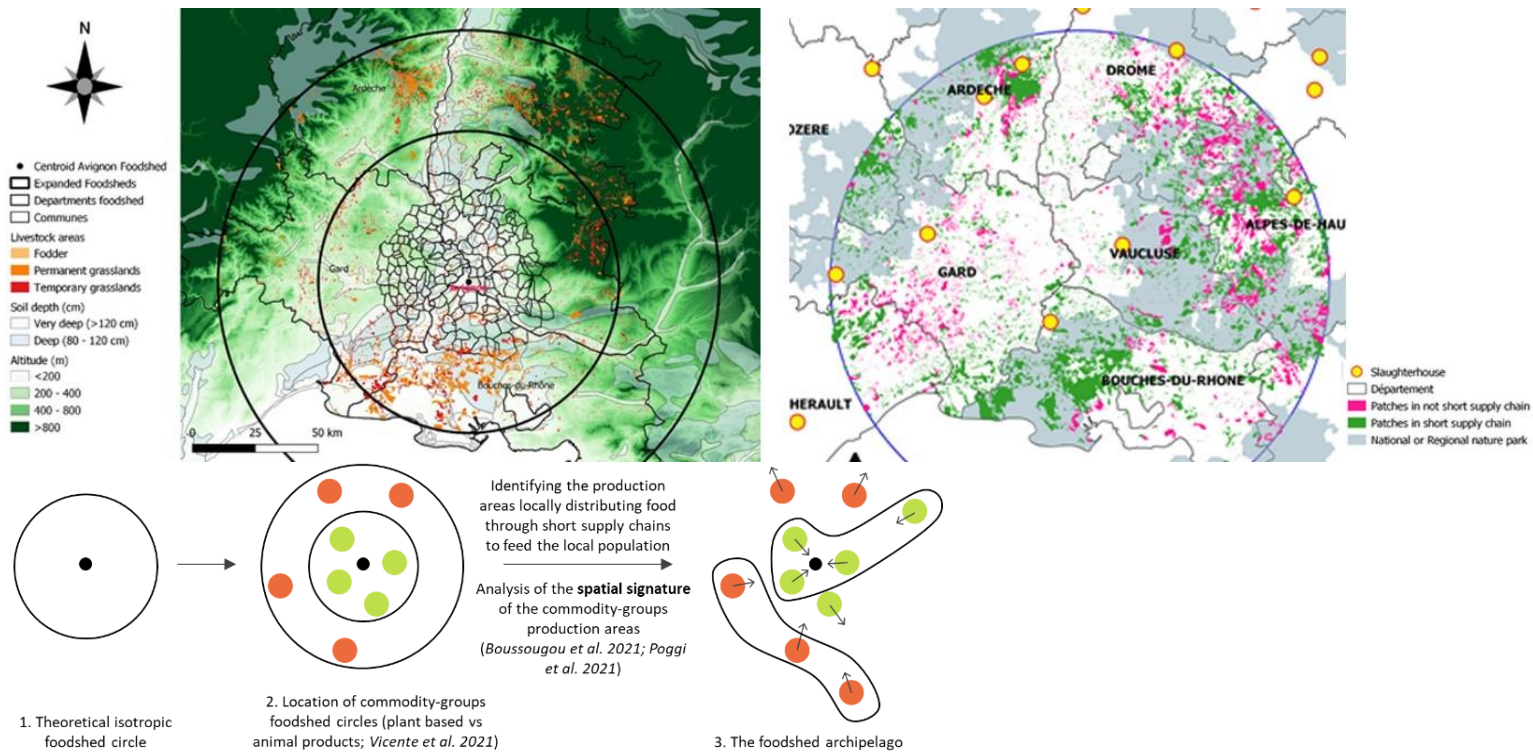 N
Centroid Avignon Foodshed
Expanded Foodsheds
Departments foodshed
Communes
Livestock areas
Fodder
Permanent grasslands
Temporary grasslands
Soil depth (cm)
Very deep (>120 cm)
Deep (80 - 120 cm)
Altitude (m)
<200
200 - 400
400 - 800
>800
Ardèche
Gard
Bouches-du-Rhône
0 25 50 km
DROME
ARDECHE
OZERE
ALPES-DE-HAU
VAUCLUSE
GARD
BOUCHES-DU-RHONE
HERAULT
Slaughterhouse
Département
Patches in not short supply chain
Patches in short supply chain
National or Regional nature park
Identifying the production
areas locally distributing food
through short supply chains
to feed the local population
Analysis of the spatial signature
of the commodity-groups
production areas
(Boussougou et al. 2021; Poggi
et al. 2021)
1. Theoretical isotropic
foodshed circle
2. Location of commodity-groups
foodshed circles (plant based vs
animal products; Vicente et al. 2021)
3. The foodshed archipelago